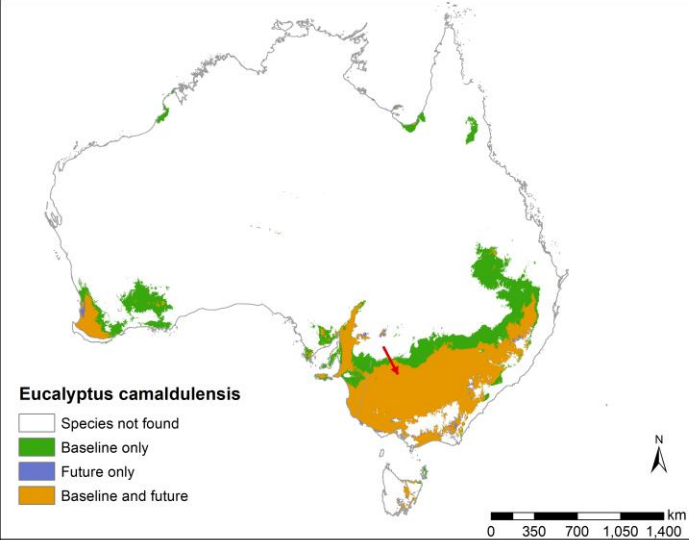 Eucalyptus camaldulensis
Species not found
Baseline only
Future only
Baseline and future
N
km
0 350 700 1,050 1,400